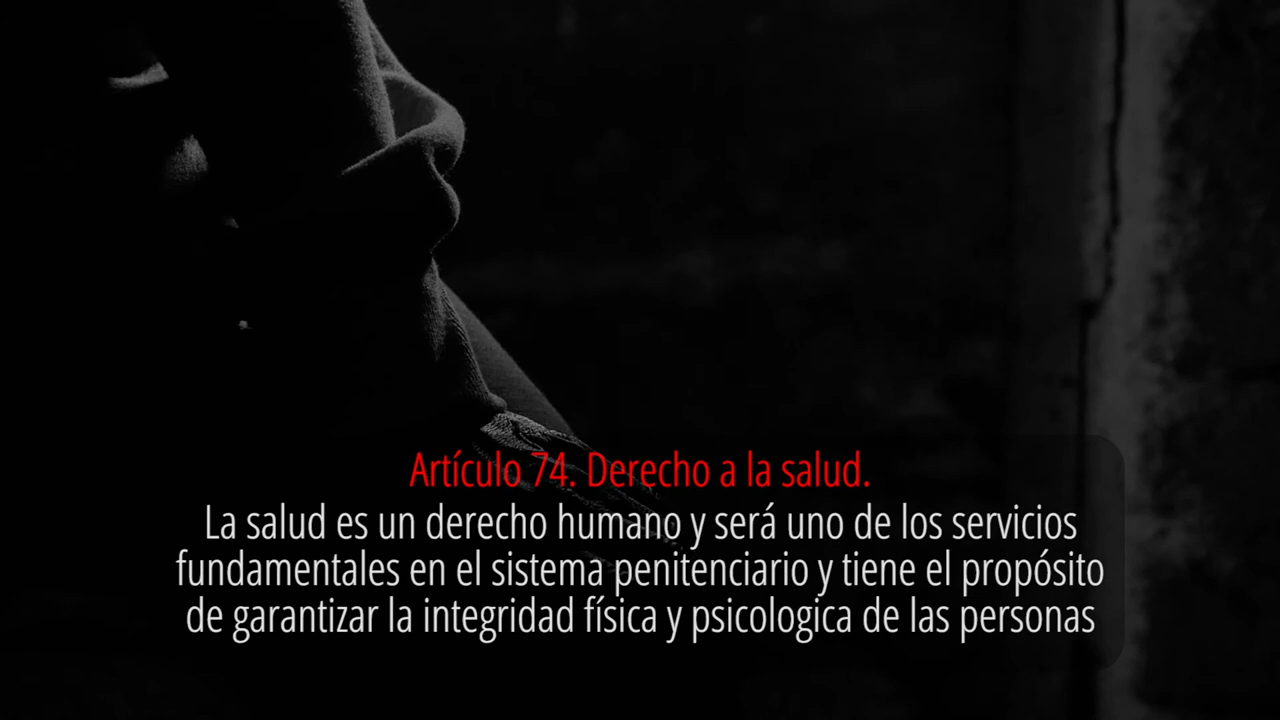 Artículo 74. Derecho a la salud.
La salud es un derecho humano y será uno de los servicios
fundamentales en el sistema penitenciario y tiene el propósito
de garantizar la integridad física y psicologica de las personas